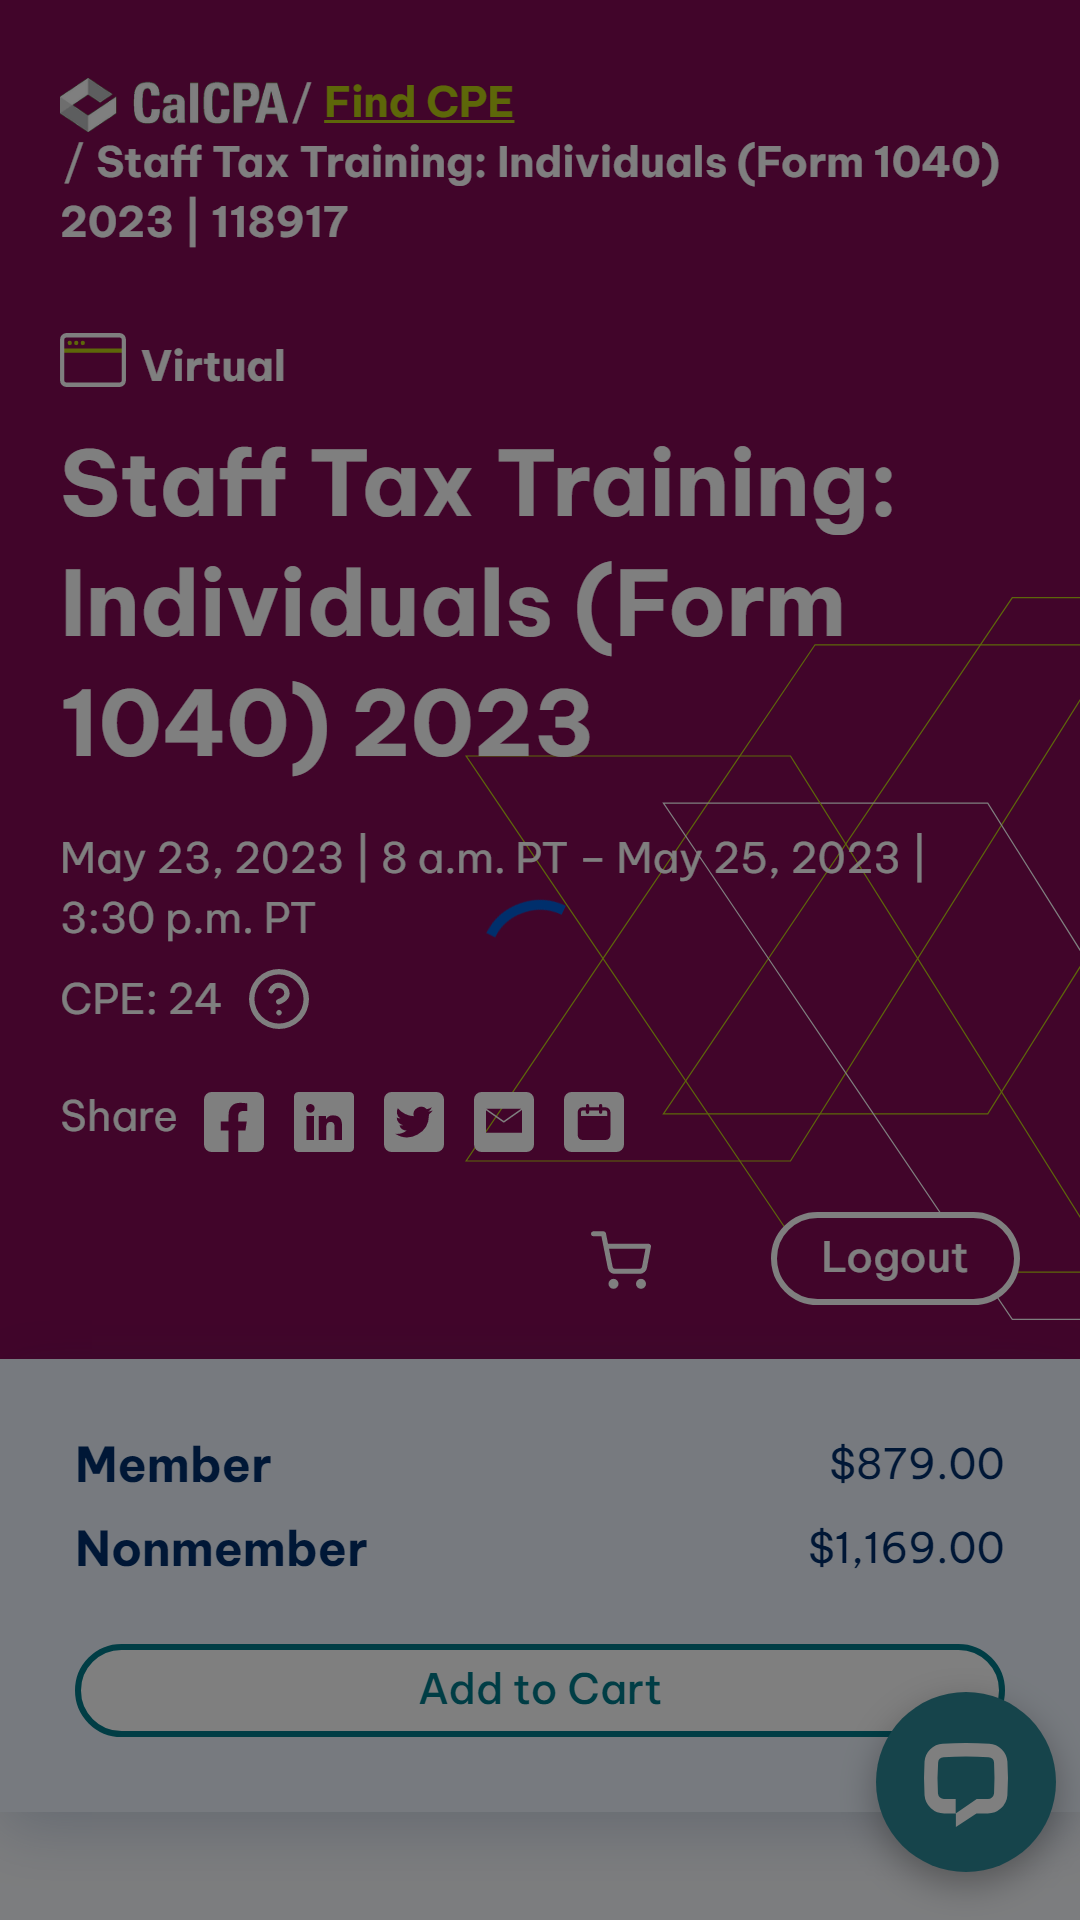 CalCPA / Find CPE
/ Staff Tax Training: Individuals (Form 1040)
2023 | 118917
Virtual
Staff Tax Training:
Individuals (Form
1040) 2023
May 23, 2023 | 8 a.m. PT – May 25, 2023 |
3:30 p.m. PT
CPE: 24 ?
Share
Logout
Member $879.00
Nonmember $1,169.00
Add to Cart